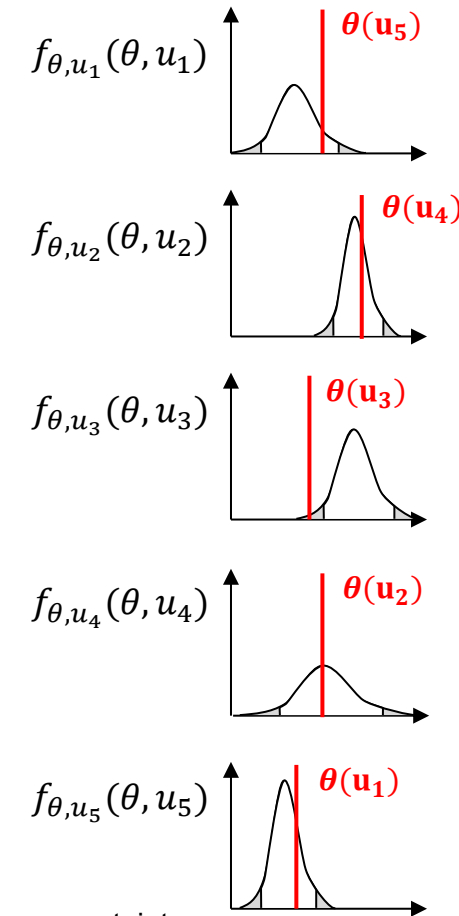 f_{θ,u_1}(θ, u_1) θ(u_5)
f_{θ,u_2}(θ, u_2) θ(u_4)
f_{θ,u_3}(θ, u_3) θ(u_3)
f_{θ,u_4}(θ, u_4) θ(u_2)
f_{θ,u_5}(θ, u_5) θ(u_1)